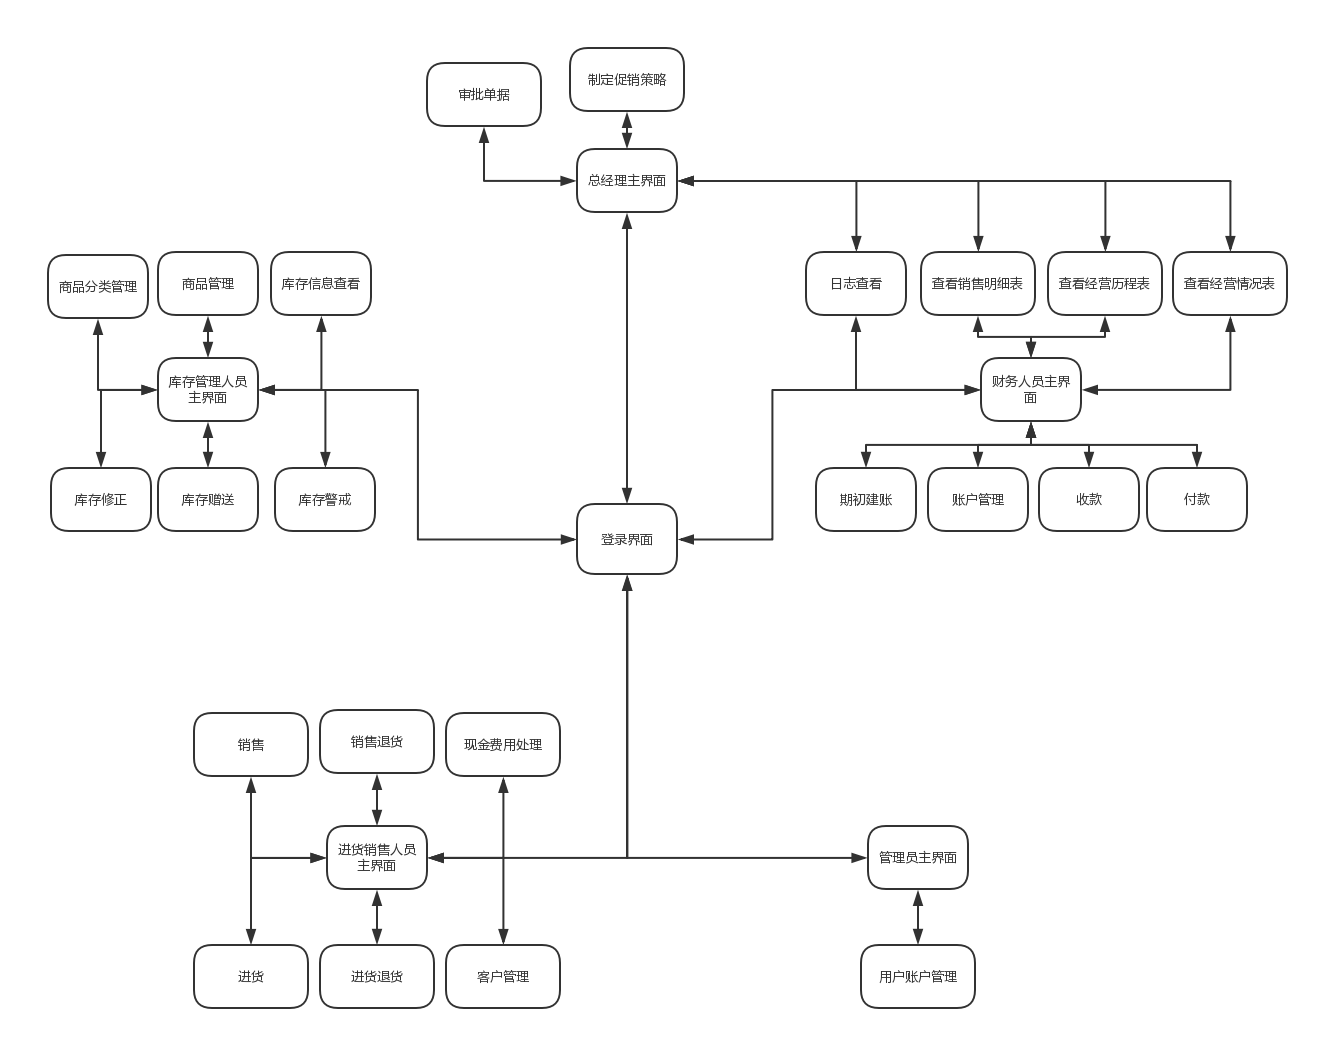 制定促销策略
审批单据
总经理主界面
商品分类管理
商品管理
库存信息查看
日志查看
查看销售明细表
查看经营历程表
查看经营情况表
库存管理人员
主界面
财务人员主界
面
库存修正
库存赠送
库存警戒
期初建账
账户管理
收款
付款
登录界面
销售
销售退货
现金费用处理
进货销售人员
主界面
管理员主界面
进货
进货退货
客户管理
用户账户管理